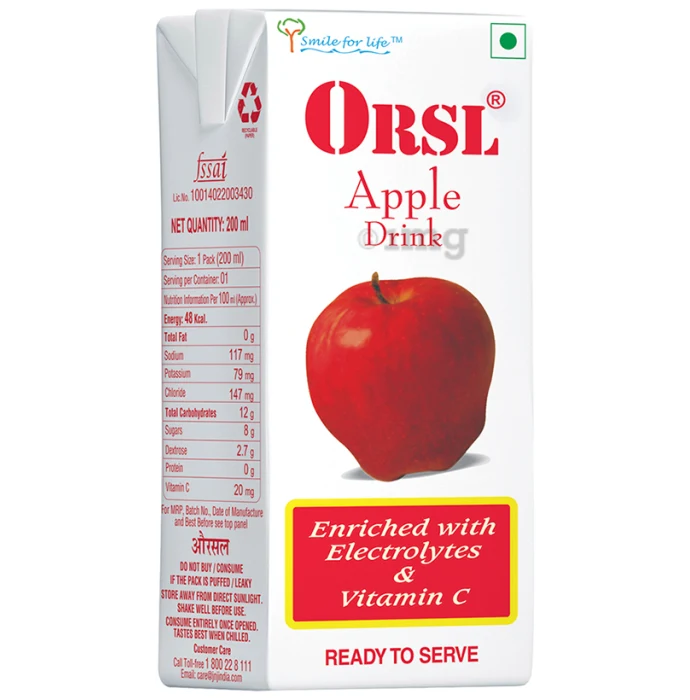 Smile for life™
ORSL®
Apple
Drink
Enriched with
Electrolytes
&
Vitamin C
READY TO SERVE
RECYCLABLE
PAPER
fssai
Lic.No. 10014022003430
NET QUANTITY: 200 ml
Serving Size: 1 Pack (200 ml)
Serving per Container: 01
Nutrition Information Per 100 ml (Approx.)
Energy: 48 Kcal.
Total Fat 0 g
Sodium 117 mg
Potassium 79 mg
Chloride 147 mg
Total Carbohydrates 12 g
Sugars 8 g
Dextrose 2.7 g
Protein 0 g
Vitamin C 20 mg
For MRP, Batch No., Date of Manufacture
and Best Before see top panel
औरसल
DO NOT BUY / CONSUME
IF THE PACK IS PUFFED / LEAKY
STORE AWAY FROM DIRECT SUNLIGHT.
SHAKE WELL BEFORE USE.
CONSUME ENTIRELY ONCE OPENED.
TASTES BEST WHEN CHILLED.
Customer Care
Call Toll-free 1 800 22 8 111
Email: care@jnjindia.com